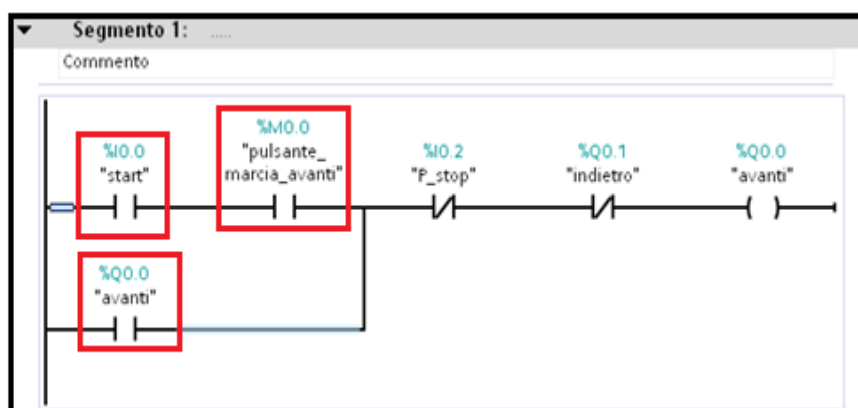 Segmento 1: .....
Commento
%I0.0
"start"
%M0.0
"pulsante_
marcia_avanti"
%I0.2
"P_stop"
%Q0.1
"indietro"
%Q0.0
"avanti"
%Q0.0
"avanti"